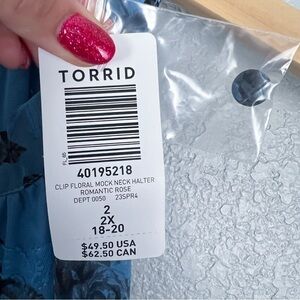 TORRID
40195218
CLIP FLORAL MOCK NECK HALTER
ROMANTIC ROSE
DEPT 0050 23SPR4
2
2X
18-20
$49.50 USA
$62.50 CAN